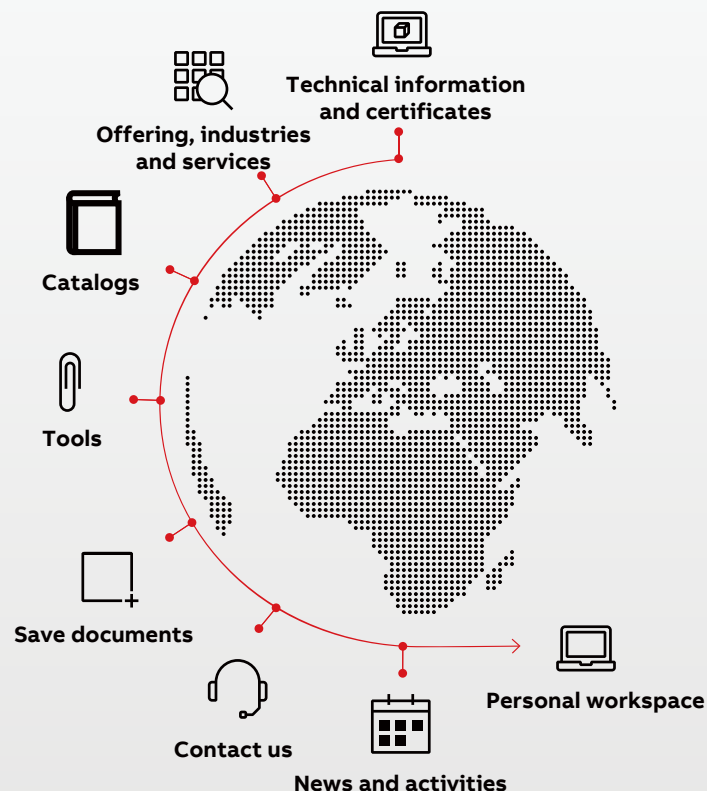 Technical information
and certificates
Offering, industries
and services
Catalogs
Tools
Save documents
Contact us
News and activities
Personal workspace